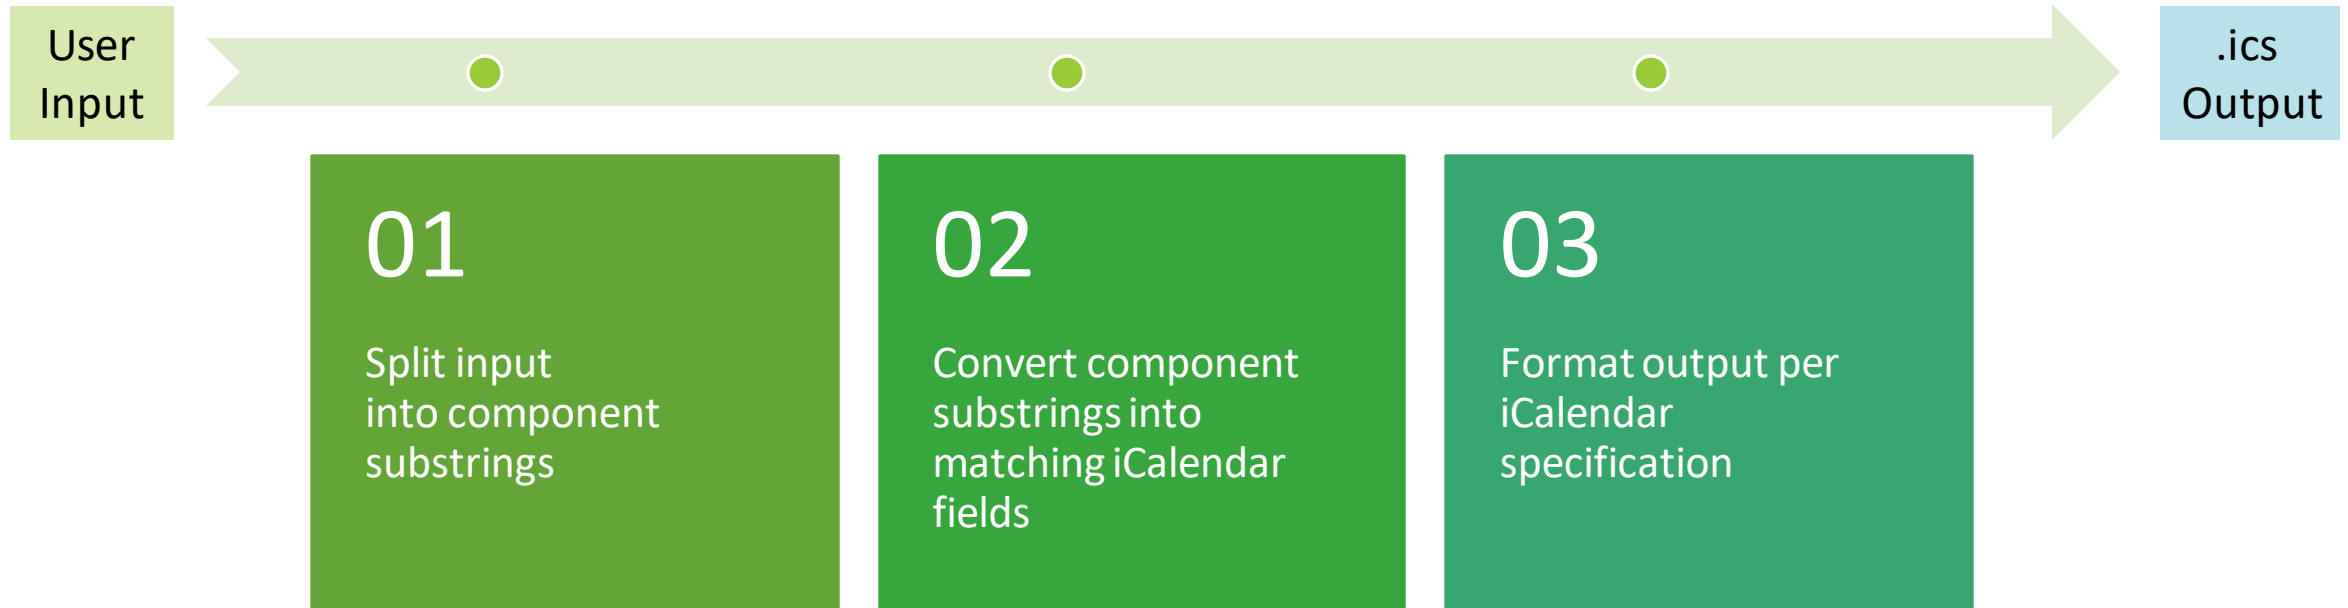 User
Input
.ics
Output
01
Split input
into component
substrings
02
Convert component
substrings into
matching iCalendar
fields
03
Format output per
iCalendar
specification